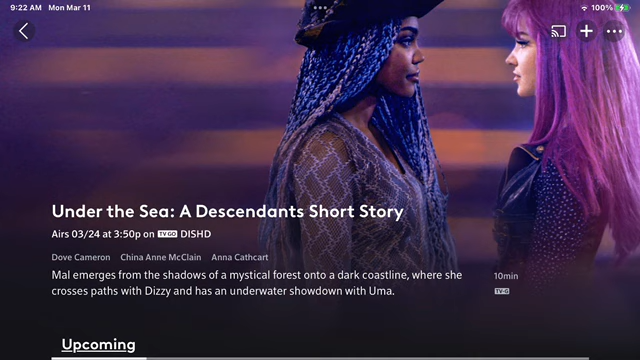 9:22 AM Mon Mar 11
100%
Under the Sea: A Descendants Short Story
Airs 03/24 at 3:50p on TV GO DISHD
Dove Cameron China Anne McClain Anna Cathcart
Mal emerges from the shadows of a mystical forest onto a dark coastline, where she
crosses paths with Dizzy and has an underwater showdown with Uma.
10min
TV-G
Upcoming